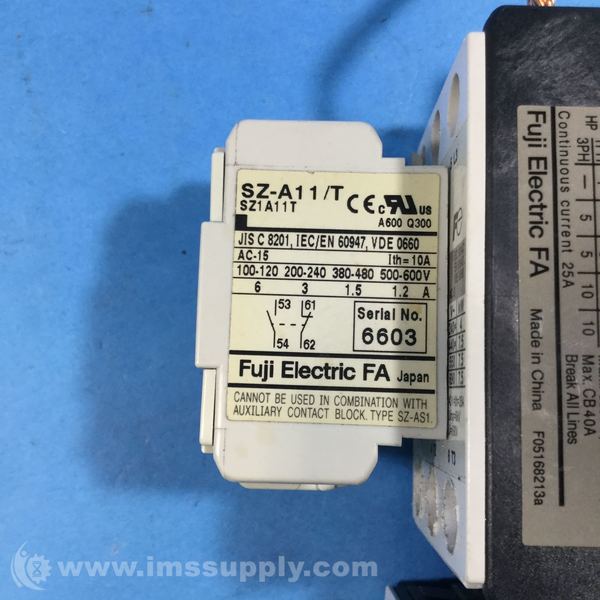 SZ-A11/T
SZ1A11T
CE c UR US
A600 Q300
JIS C 8201, IEC/EN 60947, VDE 0660
AC-15 Ith=10A
100-120 200-240 380-480 500-600V
6 3 1.5 1.2 A
53 61
54 62
Serial No.
6603
Fuji Electric FA Japan
CANNOT BE USED IN COMBINATION WITH
AUXILIARY CONTACT BLOCK, TYPE SZ-AS1.
HP
3PH — 5 5 10 10
Continuous current 25A
Max. CB 40A
Break All Lines
Fuji Electric FA Made in China F05168213a
www.imssupply.com